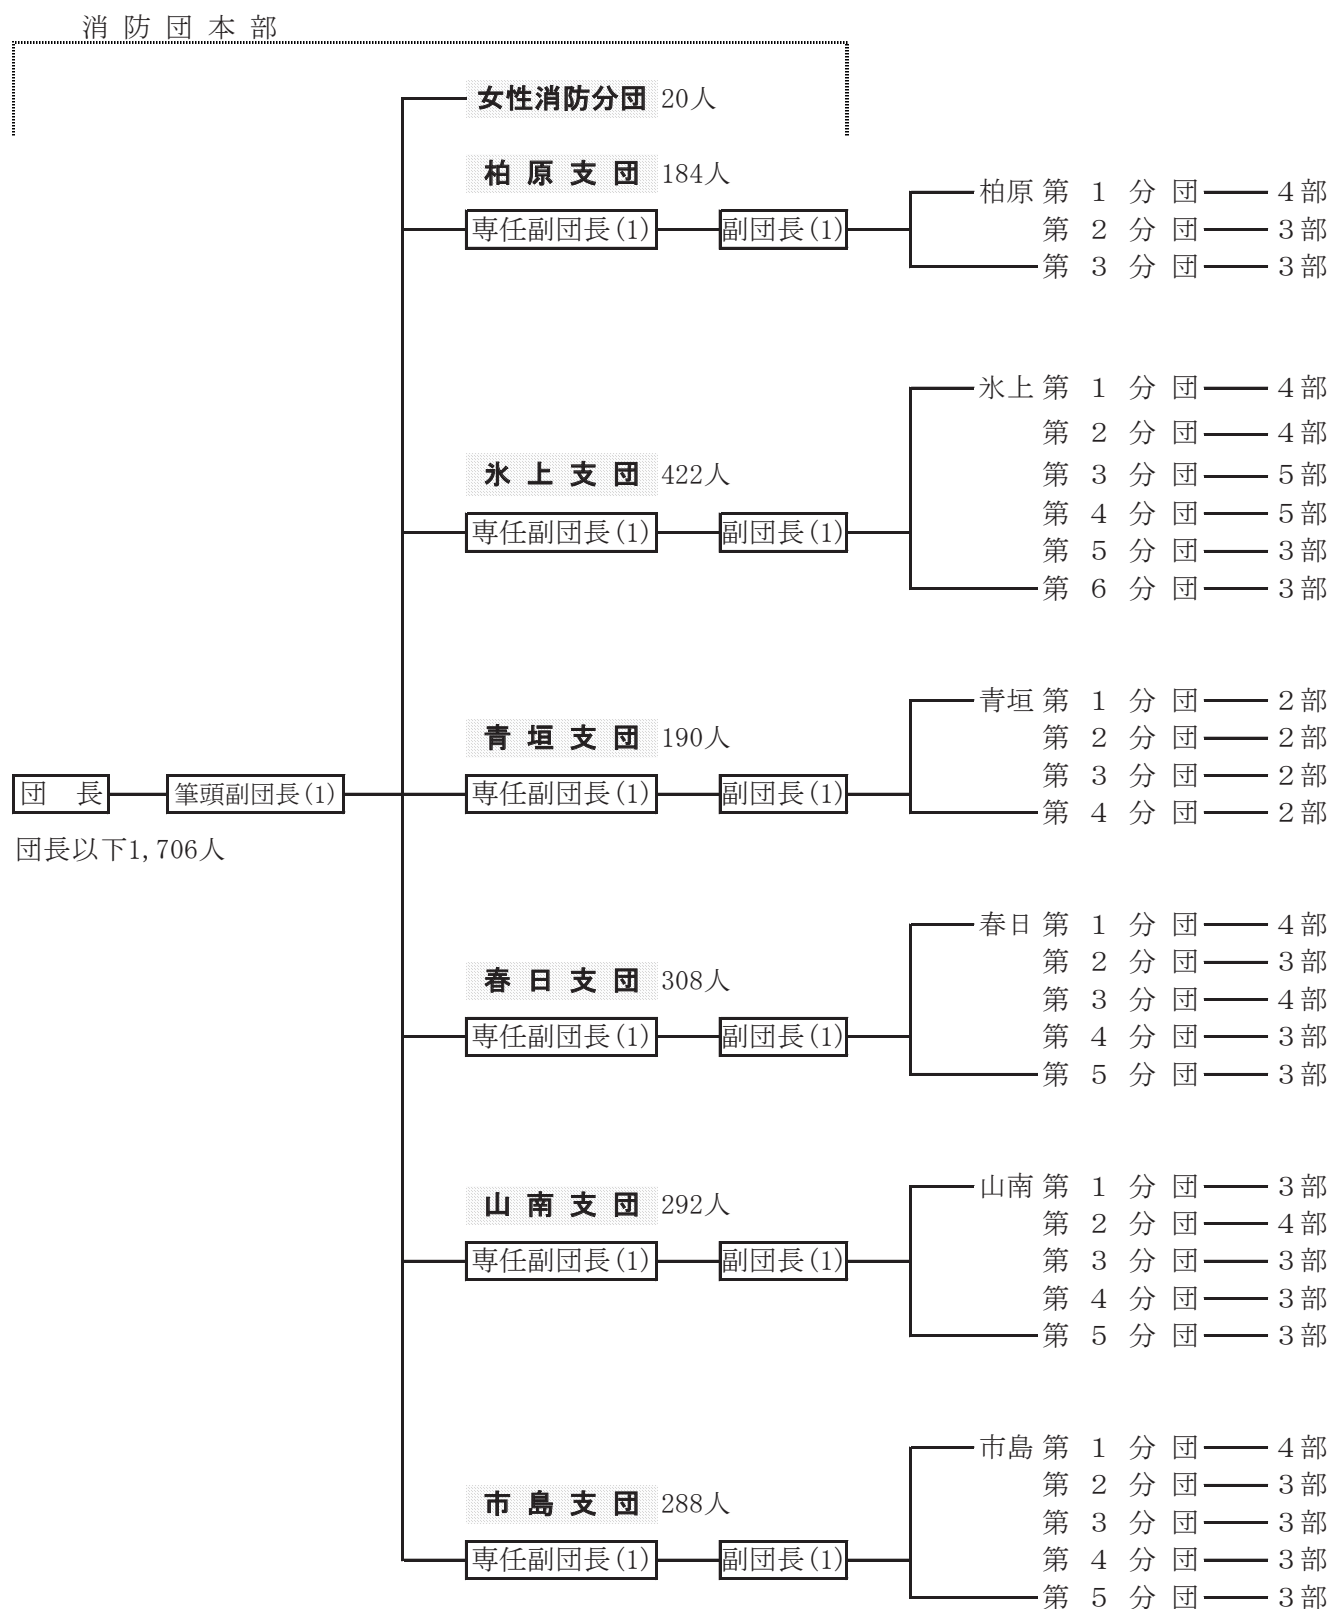 消防団本部
女性消防分団 20人
柏原支団 184人
専任副団長(1) 副団長(1)
柏原第1分団 4部
第2分団 3部
第3分団 3部
氷上支団 422人
専任副団長(1) 副団長(1)
氷上第1分団 4部
第2分団 4部
第3分団 5部
第4分団 5部
第5分団 3部
第6分団 3部
団長 筆頭副団長(1)
団長以下1,706人
青垣支団 190人
専任副団長(1) 副団長(1)
青垣第1分団 2部
第2分団 2部
第3分団 2部
第4分団 2部
春日支団 308人
専任副団長(1) 副団長(1)
春日第1分団 4部
第2分団 3部
第3分団 4部
第4分団 3部
第5分団 3部
山南支団 292人
専任副団長(1) 副団長(1)
山南第1分団 3部
第2分団 4部
第3分団 3部
第4分団 3部
第5分団 3部
市島支団 288人
専任副団長(1) 副団長(1)
市島第1分団 4部
第2分団 3部
第3分団 3部
第4分団 3部
第5分団 3部